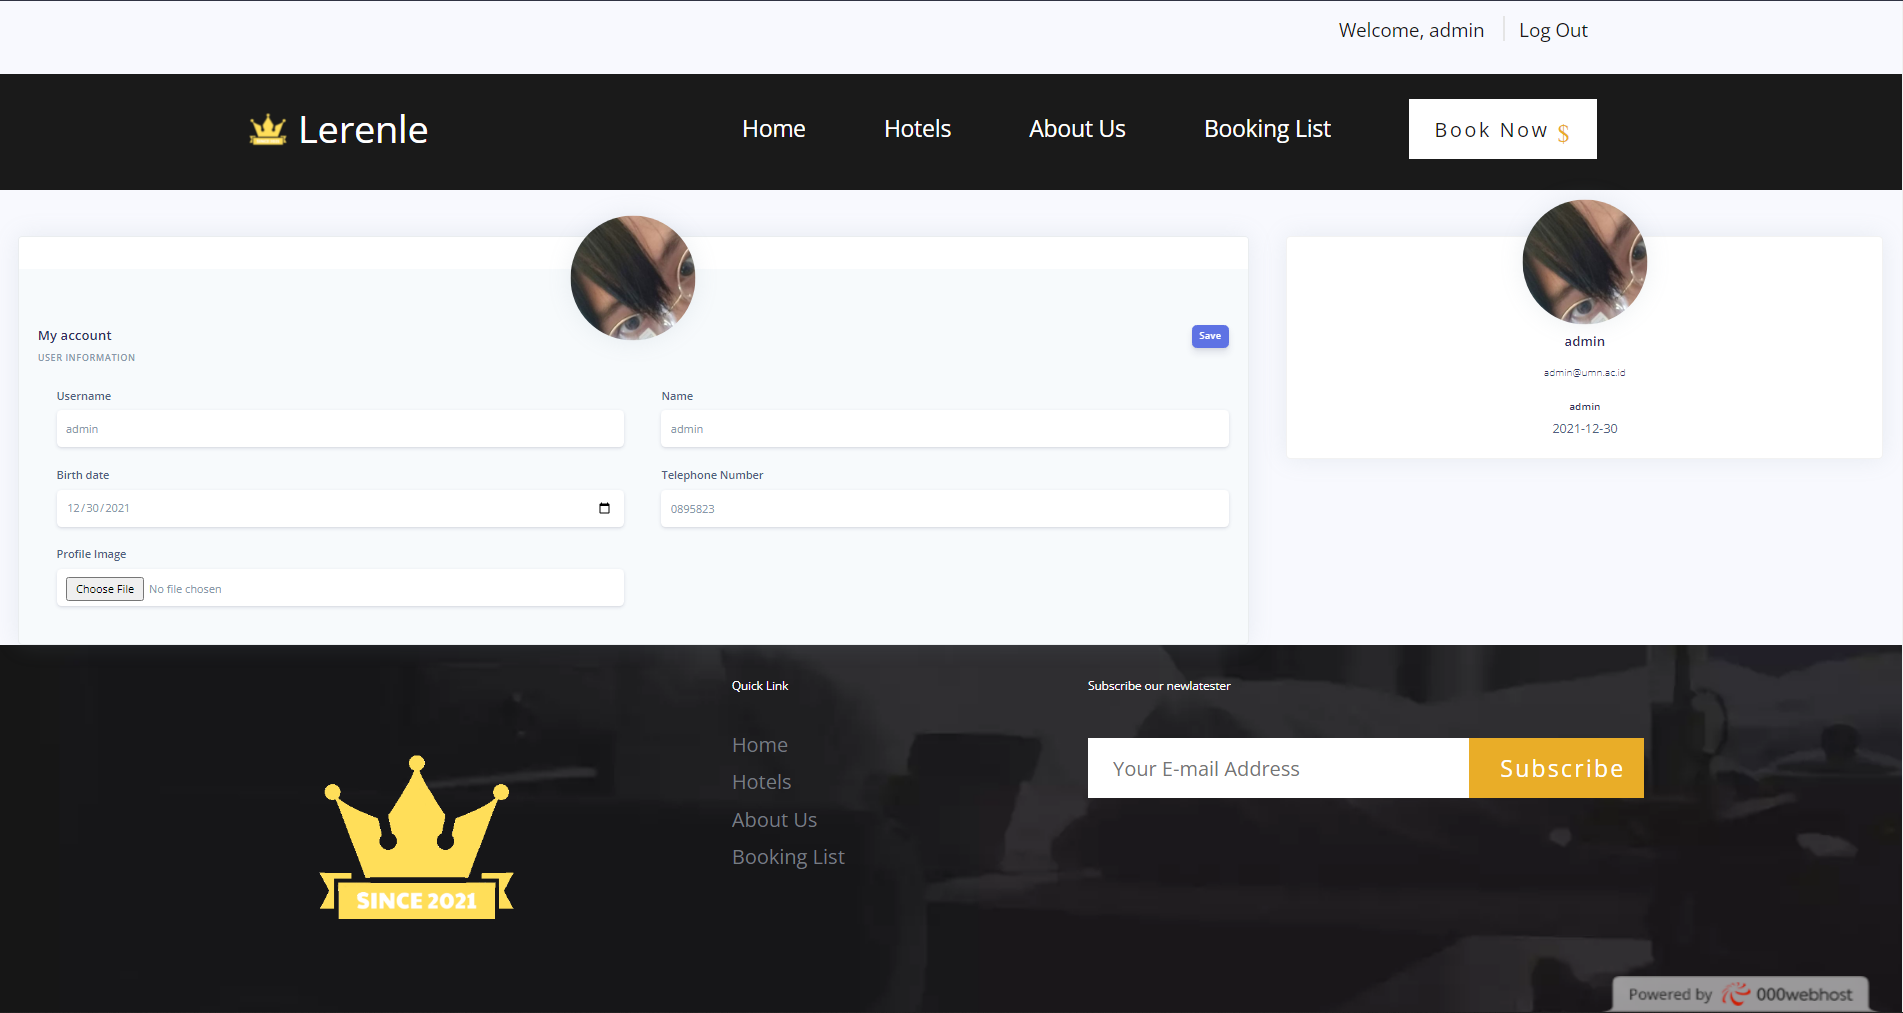 Welcome, admin
Log Out
Lerenle
Home
Hotels
About Us
Booking List
Book Now $
My account
Save
USER INFORMATION
Username
Name
admin
admin
Birth date
Telephone Number
12/30/2021
0895823
Profile Image
Choose File No file chosen
admin
admin@umn.ac.id
admin
2021-12-30
SINCE 2021
Quick Link
Home
Hotels
About Us
Booking List
Subscribe our newlatester
Your E-mail Address
Subscribe
Powered by 000webhost